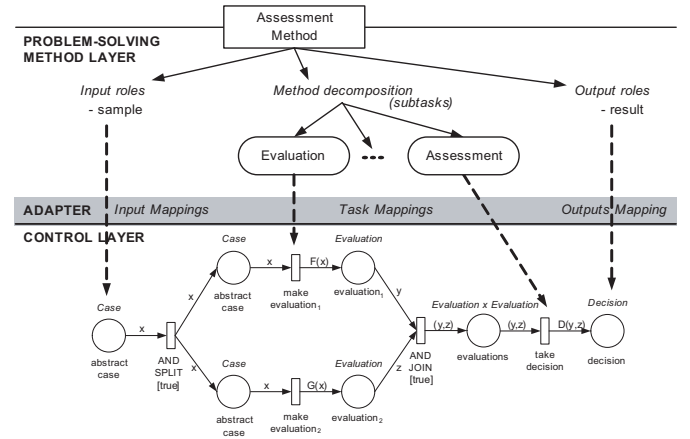 Assessment
Method
PROBLEM-SOLVING
METHOD LAYER
Input roles
- sample
Method decomposition
(subtasks)
Output roles
- result
Evaluation
Assessment
ADAPTER
Input Mappings
Task Mappings
Outputs Mapping
CONTROL LAYER
Case
x
F(x)
Evaluation
abstract
case
make
evaluation₁
evaluation₁
x
y
Case
x
abstract
case
AND
SPLIT
[true]
Evaluation x Evaluation
(y,z)
(y,z)
evaluations
AND
JOIN
[true]
take
decision
D(y,z)
Decision
decision
x
z
Case
x
G(x)
Evaluation
abstract
case
make
evaluation₂
evaluation₂